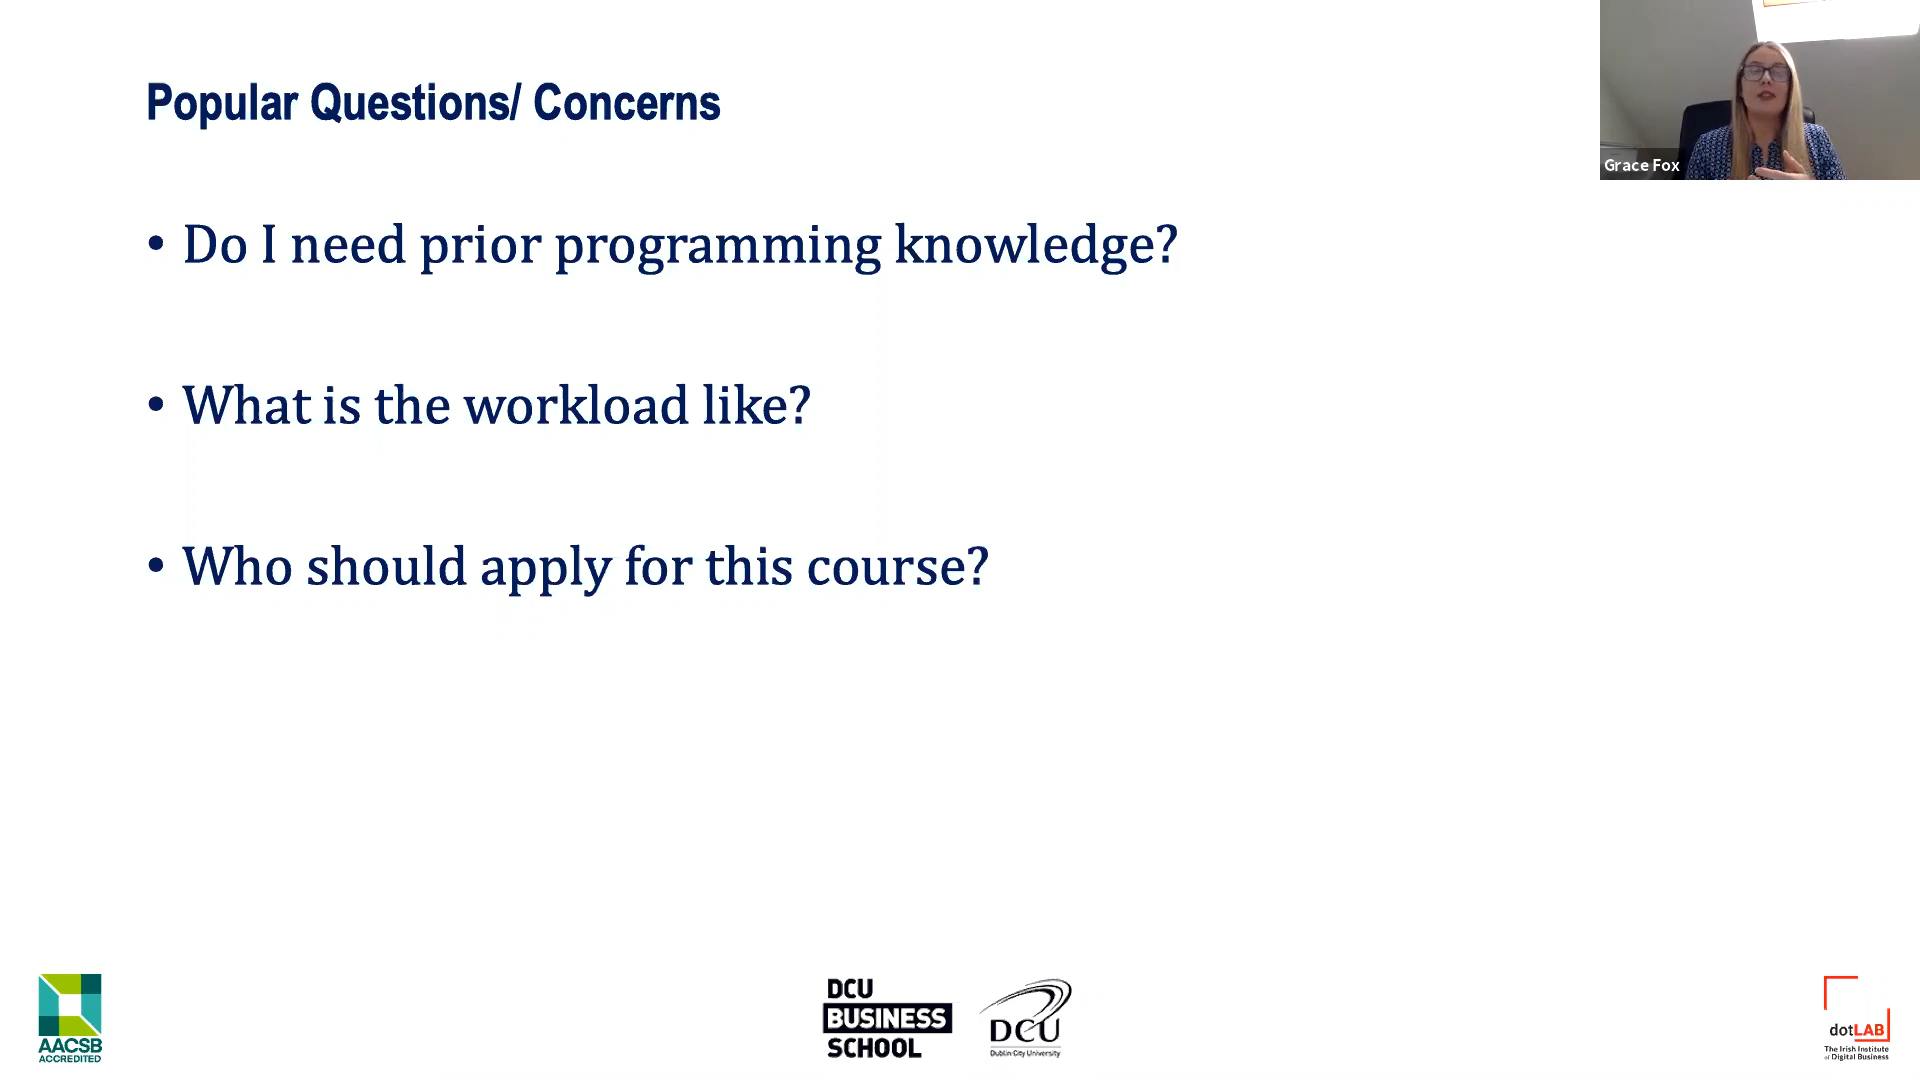 Popular Questions/ Concerns
Grace Fox
• Do I need prior programming knowledge?
• What is the workload like?
• Who should apply for this course?
AACSB
ACCREDITED
DCU
BUSINESS
SCHOOL
DCU
Dublin City University
dotLAB
The Irish Institute
of Digital Business